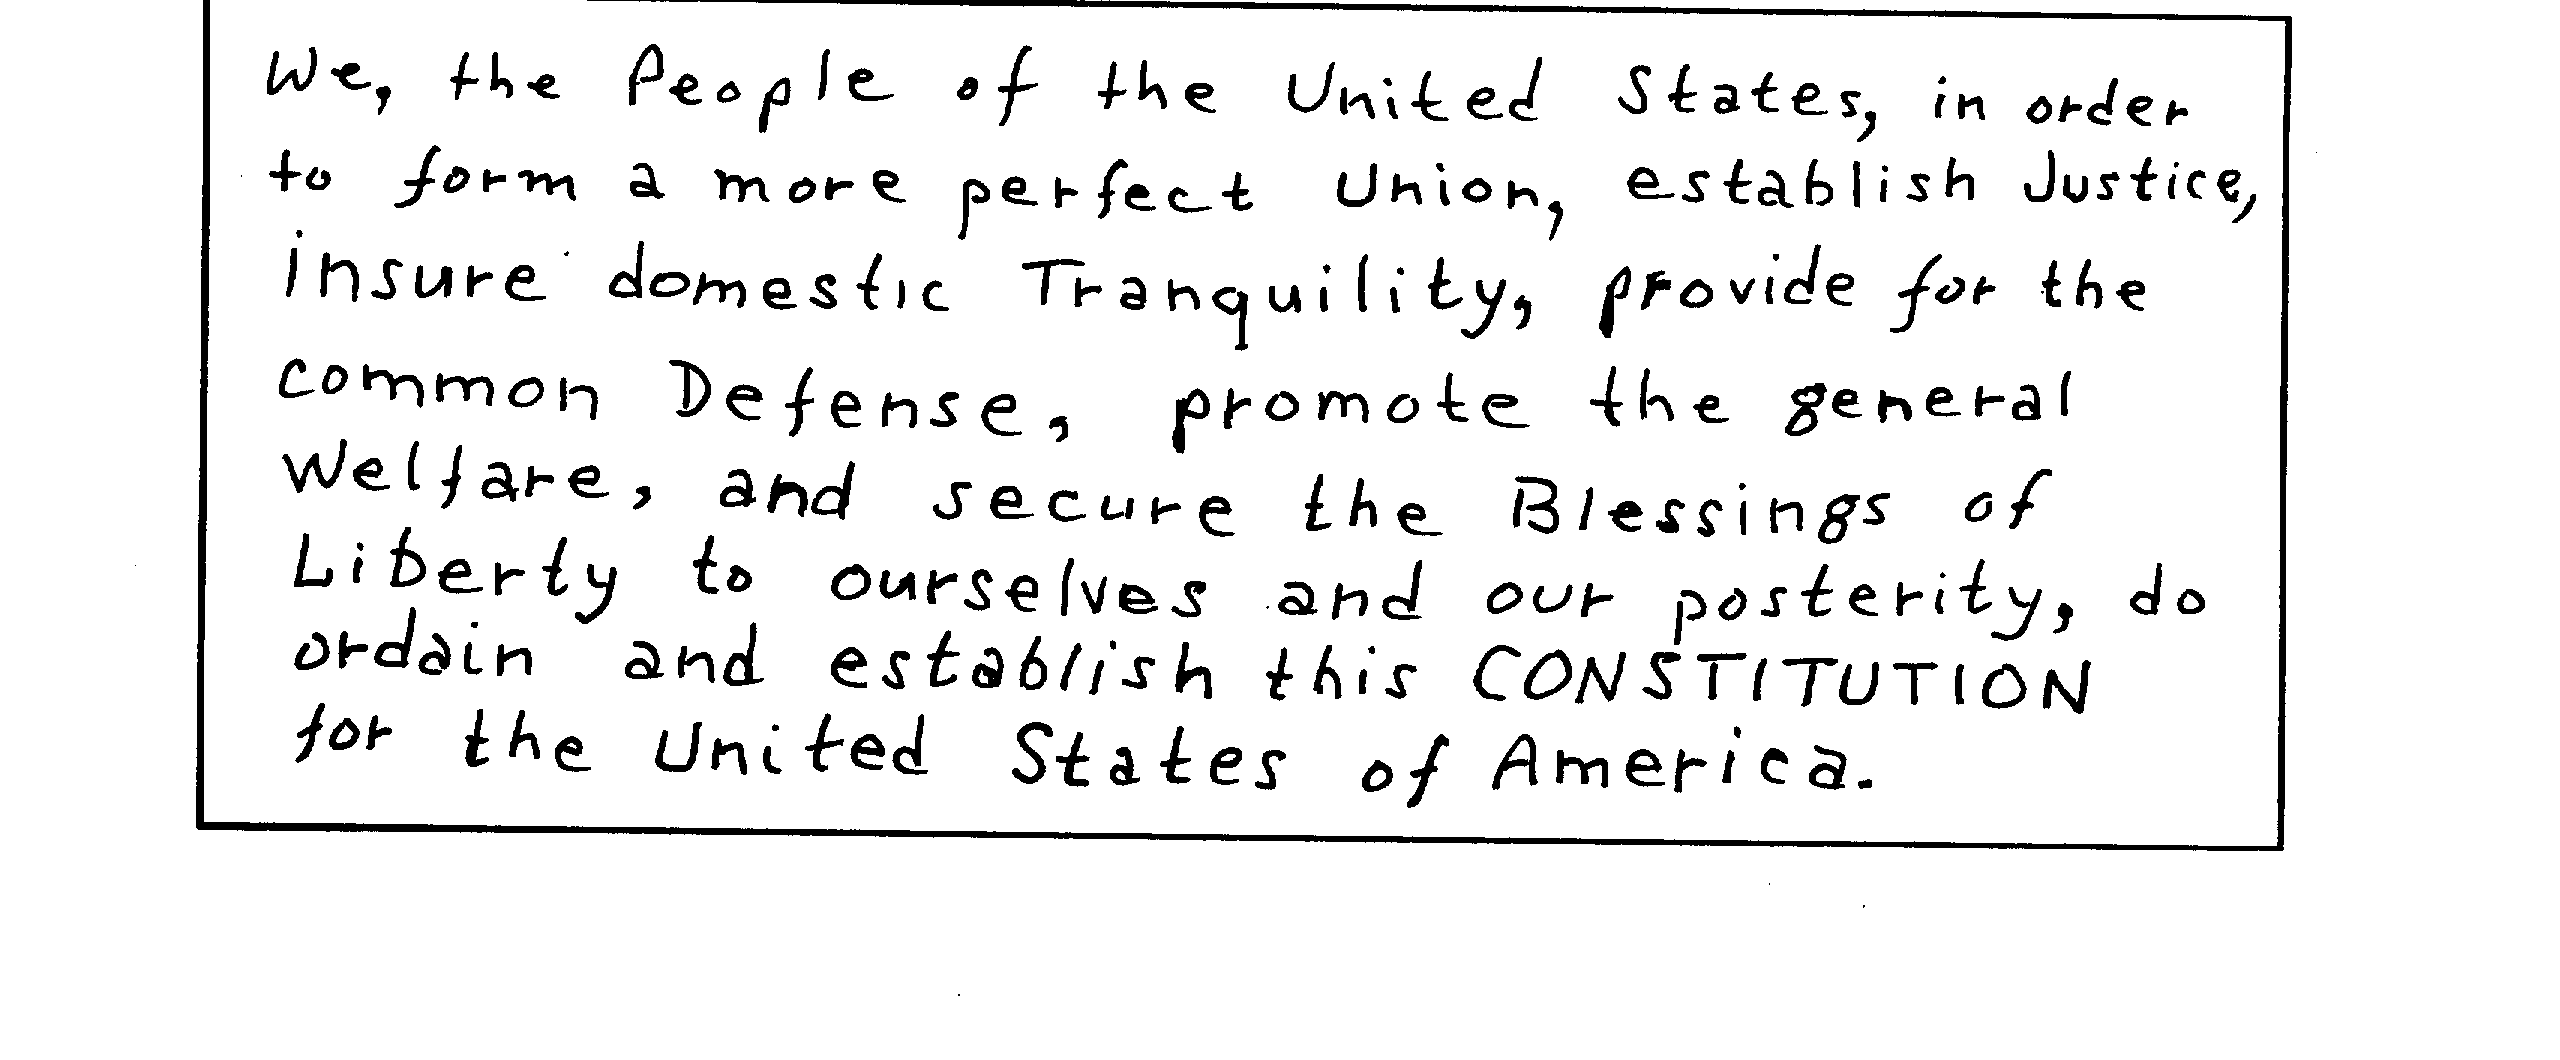 We, the People of the United States, in order
to form a more perfect Union, establish Justice,
insure domestic Tranquility, provide for the
common Defense, promote the general
Welfare, and secure the Blessings of
Liberty to ourselves and our posterity, do
ordain and establish this CONSTITUTION
for the United States of America.